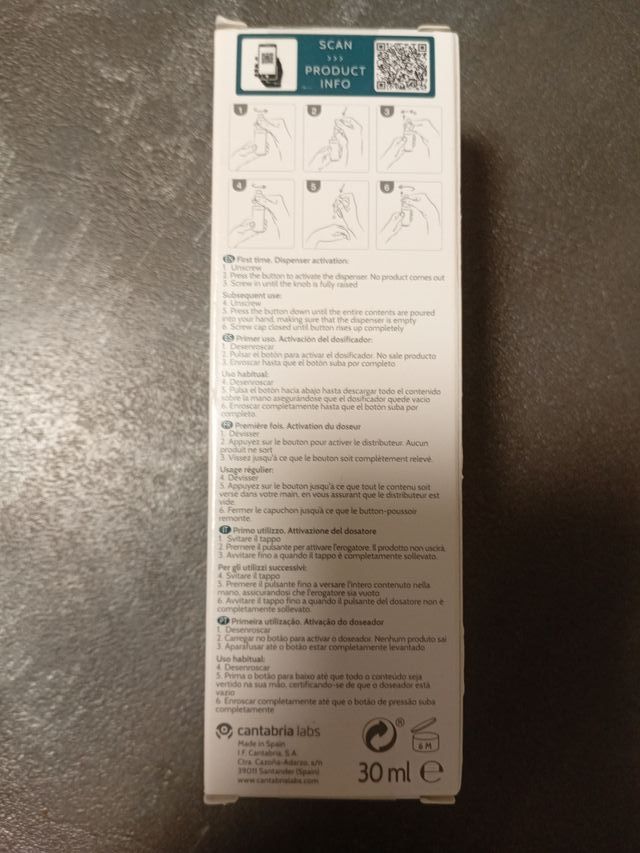 SCAN
>>>
PRODUCT
INFO
1
2
3
4
5
6
EN First time. Dispenser activation:
1. Unscrew
2. Press the button to activate the dispenser. No product comes out
3. Screw in until the knob is fully raised
Subsequent use:
4. Unscrew
5. Press the button down until the entire contents are poured
into your hand, making sure that the dispenser is empty
6. Screw cap closed until button rises up completely
ES Primer uso. Activación del dosificador:
1. Desenroscar
2. Pulsar el botón para activar el dosificador. No sale producto
3. Enroscar hasta que el botón suba por completo
Uso habitual:
4. Desenroscar
5. Pulsa el botón hacia abajo hasta descargar todo el contenido
sobre la mano asegurándose que el dosificador quede vacío
6. Enroscar completamente hasta que el botón suba por
completo.
FR Première fois. Activation du doseur
1. Dévisser
2. Appuyez sur le bouton pour activer le distributeur. Aucun
produit ne sort
3. Vissez jusqu'à ce que le bouton soit complètement relevé.
Usage régulier:
4. Dévisser
5. Appuyez sur le bouton jusqu'à ce que tout le contenu soit
versé dans votre main, en vous assurant que le distributeur est
vide.
6. Fermer le capuchon jusqu'à ce que le button-poussoir
remonte.
IT Primo utilizzo. Attivazione del dosatore
1. Svitare il tappo
2. Premere il pulsante per attivare l'erogatore. Il prodotto non uscirà
3. Avvitare fino a quando il tappo è completamente sollevato.
Per gli utilizzi successivi:
4. Svitare il tappo
5. Premere il pulsante fino a versare l'intero contenuto nella
mano, assicurandosi che l'erogatore sia vuoto
6. Avvitare il tappo fino a quando il pulsante del dosatore non è
completamente sollevato.
PT Primeira utilização. Ativação do doseador
1. Desenroscar
2. Carregar no botão para activar o doseador. Nenhum produto sai
3. Aparafusar até o botão estar completamente levantado
Uso habitual:
4. Desenroscar
5. Prima o botão para baixo até que todo o conteúdo seja
vertido na sua mão, certificando-se de que o doseador está
vazio
6. Enroscar completamente até que o botão de pressão suba
completamente
cantabria labs
Made in Spain
I.F. Cantabria, S.A.
Ctra. Cazoña-Adarzo, s/n
39011 Santander (Spain)
www.cantabrialabs.com
®
6 M
30 ml e